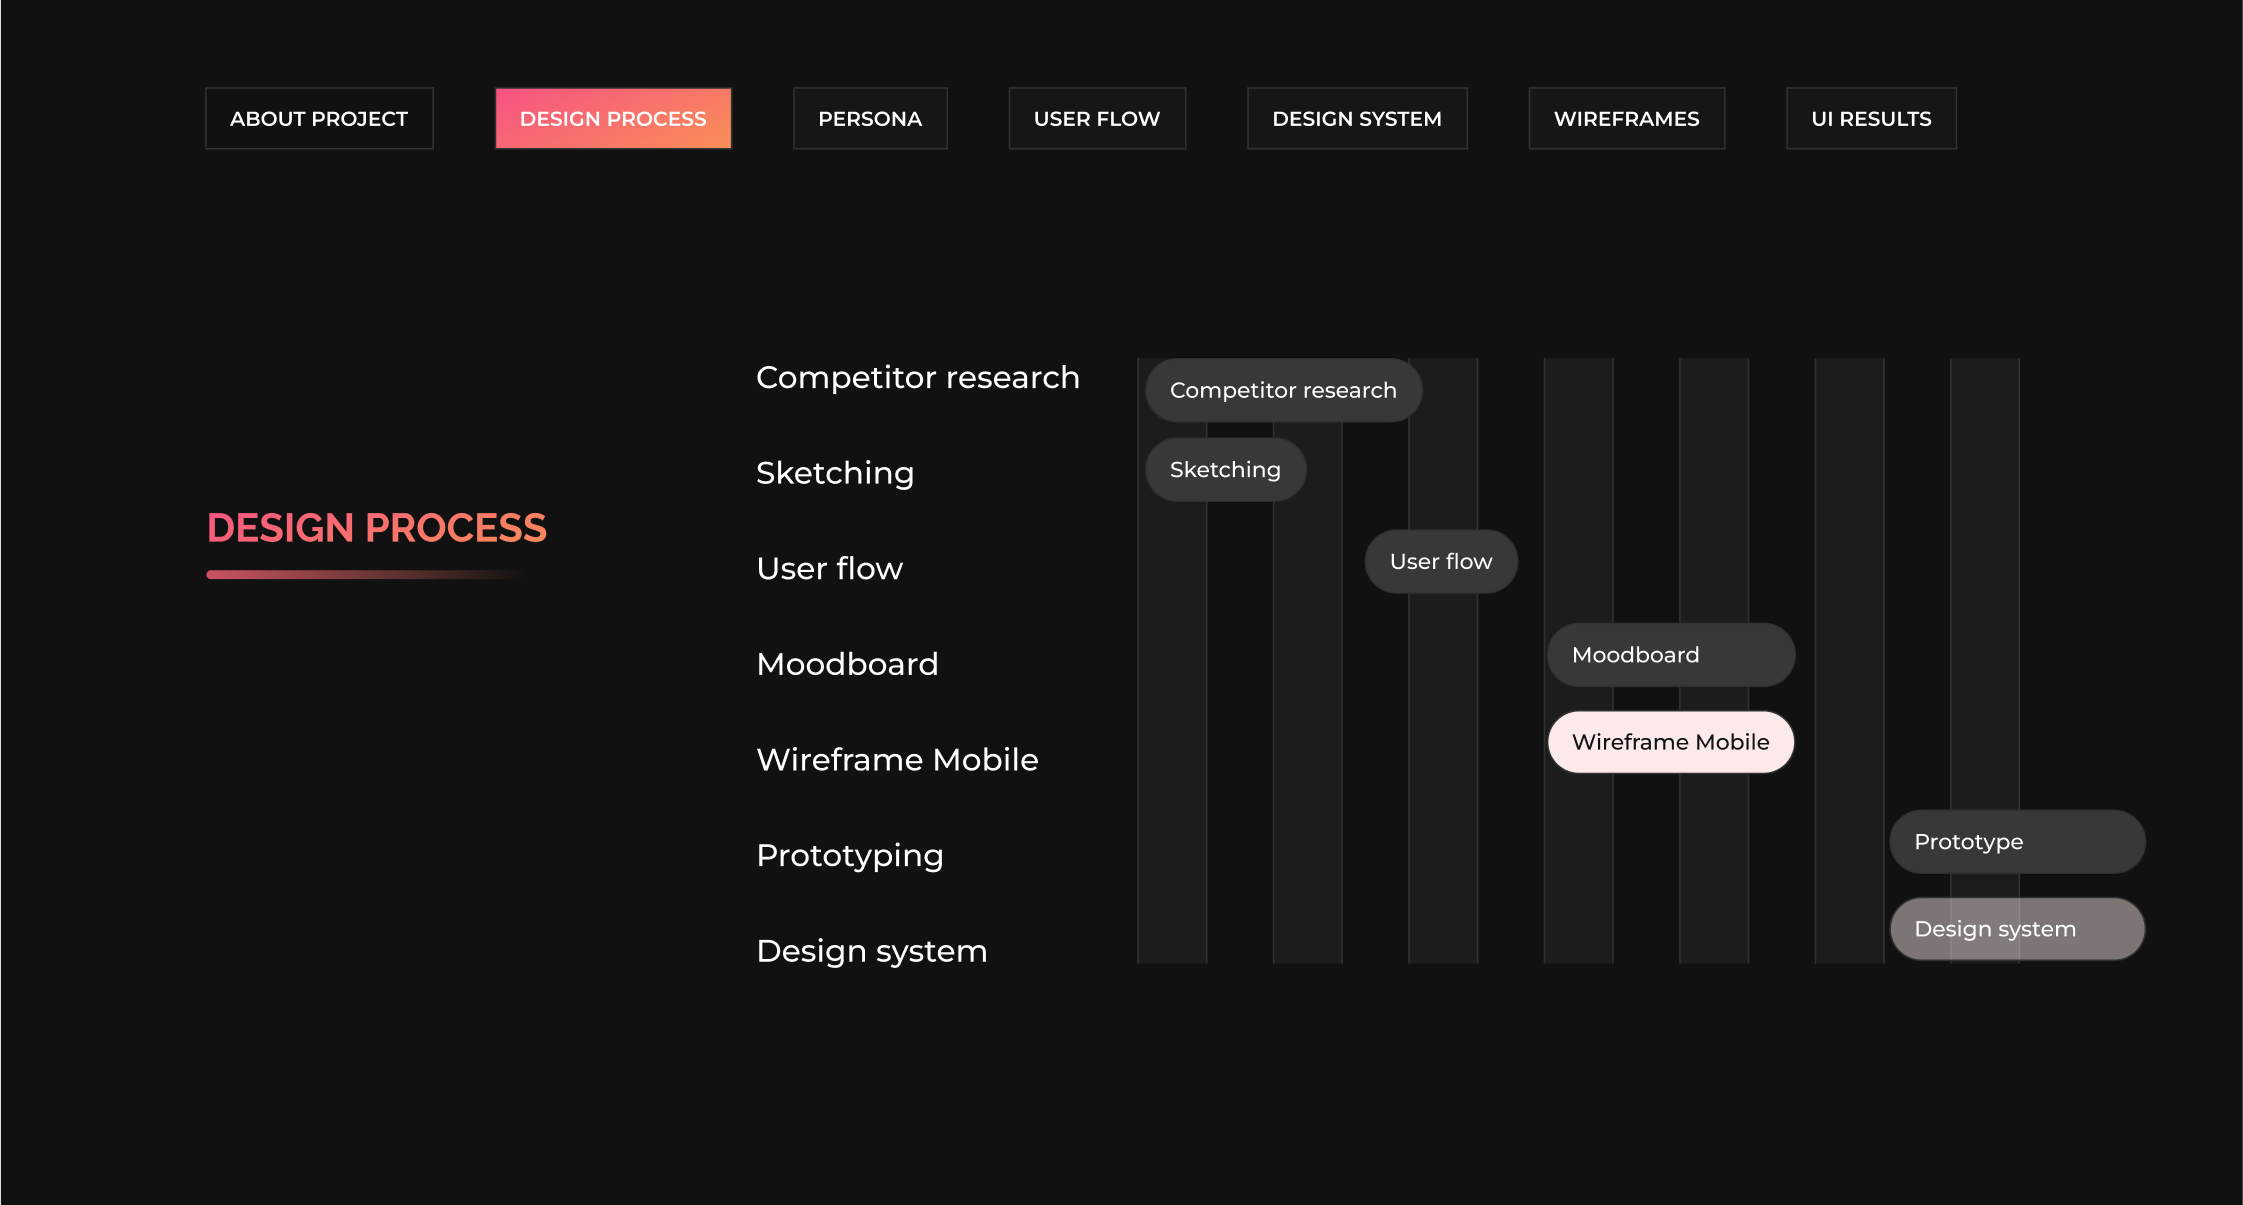 ABOUT PROJECT
DESIGN PROCESS
PERSONA
USER FLOW
DESIGN SYSTEM
WIREFRAMES
UI RESULTS
DESIGN PROCESS
Competitor research
Sketching
User flow
Moodboard
Wireframe Mobile
Prototyping
Design system
Competitor research
Sketching
User flow
Moodboard
Wireframe Mobile
Prototype
Design system